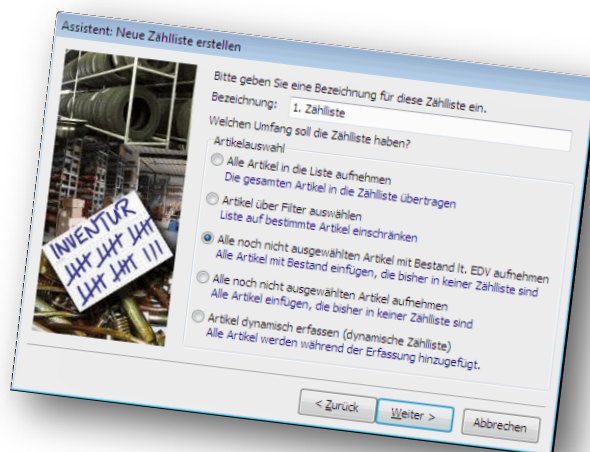 Assistent: Neue Zählliste erstellen
Bitte geben Sie eine Bezeichnung für diese Zählliste ein.
Bezeichnung: 1. Zählliste
Welchen Umfang soll die Zählliste haben?
Artikelauswahl
Alle Artikel in die Liste aufnehmen
Die gesamten Artikel in die Zählliste übertragen
Artikel über Filter auswählen
Liste auf bestimmte Artikel einschränken
Alle noch nicht ausgewählten Artikel mit Bestand lt. EDV aufnehmen
Alle Artikel mit Bestand einfügen, die bisher in keiner Zählliste sind
Alle noch nicht ausgewählten Artikel aufnehmen
Alle Artikel einfügen, die bisher in keiner Zählliste sind
Artikel dynamisch erfassen (dynamische Zählliste)
Alle Artikel werden während der Erfassung hinzugefügt.
INVENTUR
< Zurück
Weiter >
Abbrechen